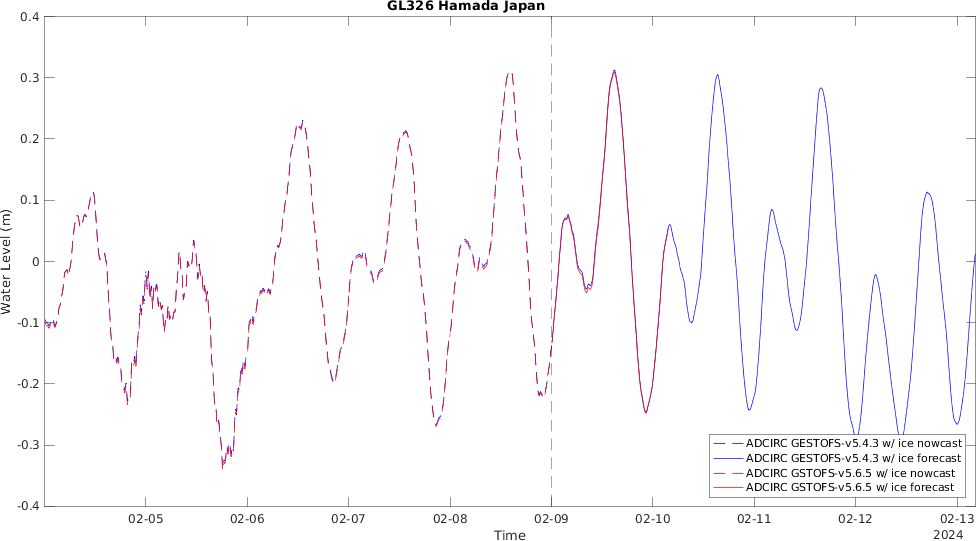 GL326 Hamada Japan
0.4
0.3
0.2
0.1
0
-0.1
-0.2
-0.3
-0.4
Water Level (m)
ADCIRC GESTOFS-v5.4.3 w/ ice nowcast
ADCIRC GESTOFS-v5.4.3 w/ ice forecast
ADCIRC GSTOFS-v5.6.5 w/ ice nowcast
ADCIRC GSTOFS-v5.6.5 w/ ice forecast
02-05 02-06 02-07 02-08 02-09 02-10 02-11 02-12 02-13
Time
2024